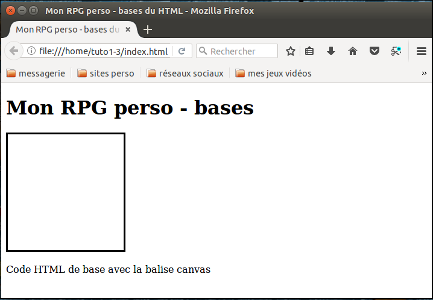 Mon RPG perso - bases du HTML - Mozilla Firefox
Mon RPG perso - bases du
file:///home/tuto1-3/index.html
Rechercher
messagerie
sites perso
réseaux sociaux
mes jeux vidéos
Mon RPG perso - bases
Code HTML de base avec la balise canvas